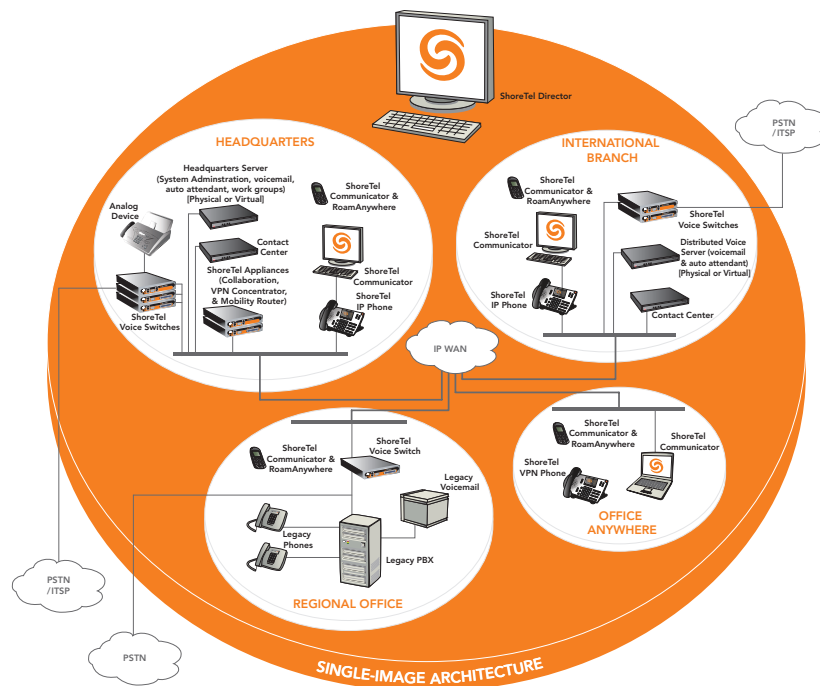 ShoreTel Director
HEADQUARTERS
Headquarters Server
(System Adminstration, voicemail,
auto attendant, work groups)
[Physical or Virtual]
Analog
Device
Contact
Center
ShoreTel Appliances
(Collaboration,
VPN Concentrator,
& Mobility Router)
ShoreTel
Voice Switches
ShoreTel
Communicator &
RoamAnywhere
ShoreTel
Communicator
ShoreTel
IP Phone
INTERNATIONAL
BRANCH
ShoreTel
Communicator &
RoamAnywhere
ShoreTel
Communicator
ShoreTel
IP Phone
ShoreTel
Voice Switches
Distributed Voice
Server (voicemail
& auto attendant)
[Physical or Virtual]
Contact Center
PSTN
/ITSP
IP WAN
ShoreTel
Communicator &
RoamAnywhere
ShoreTel
Voice Switch
Legacy
Voicemail
Legacy
Phones
Legacy PBX
REGIONAL OFFICE
ShoreTel
Communicator &
RoamAnywhere
ShoreTel
Communicator
ShoreTel
VPN Phone
OFFICE
ANYWHERE
PSTN
/ITSP
PSTN
SINGLE-IMAGE ARCHITECTURE